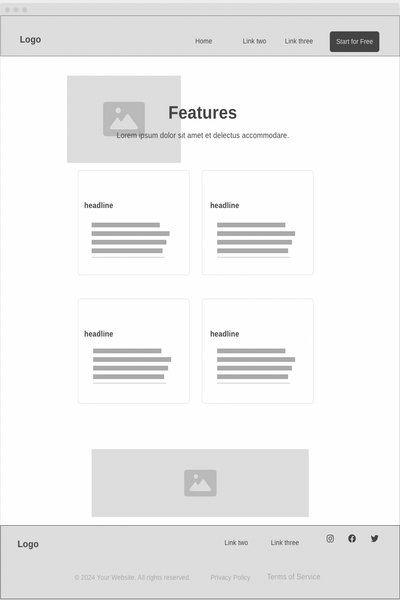 Logo
Home Link two Link three Start for Free
Features
Lorem ipsum dolor sit amet et delectus accommodare.
headline headline
headline headline
Logo
Link two Link three
© 2024 Your Website. All rights reserved. Privacy Policy Terms of Service